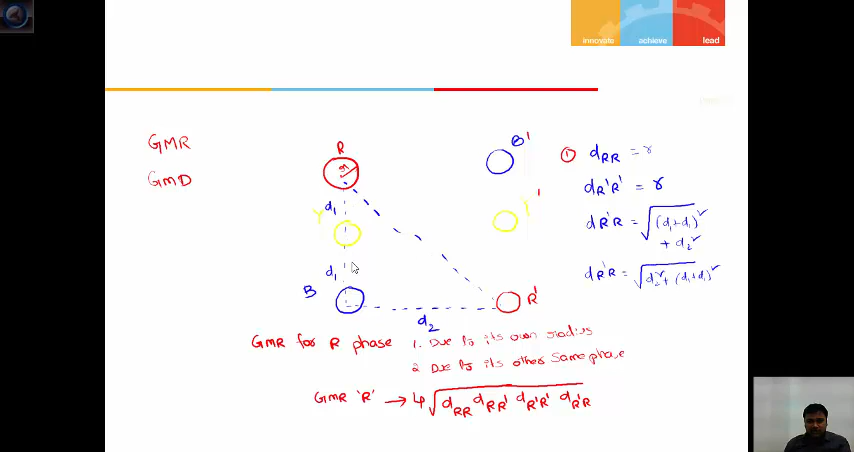 innovate achieve lead
GMR
GMD
R
r
d₁
Y
d₁
B
d₂
B'
Y'
R'
① dRR = r
dR'R' = r
dR'R = √(d₁+d₁)² + d₂²
dR'R = √d₂² + (d₁+d₁)²
GMR for R phase 1. Due to its own radius
2 Due to its other same phase
GMR 'R' → 4√dRR dRR' dR'R' dR'R